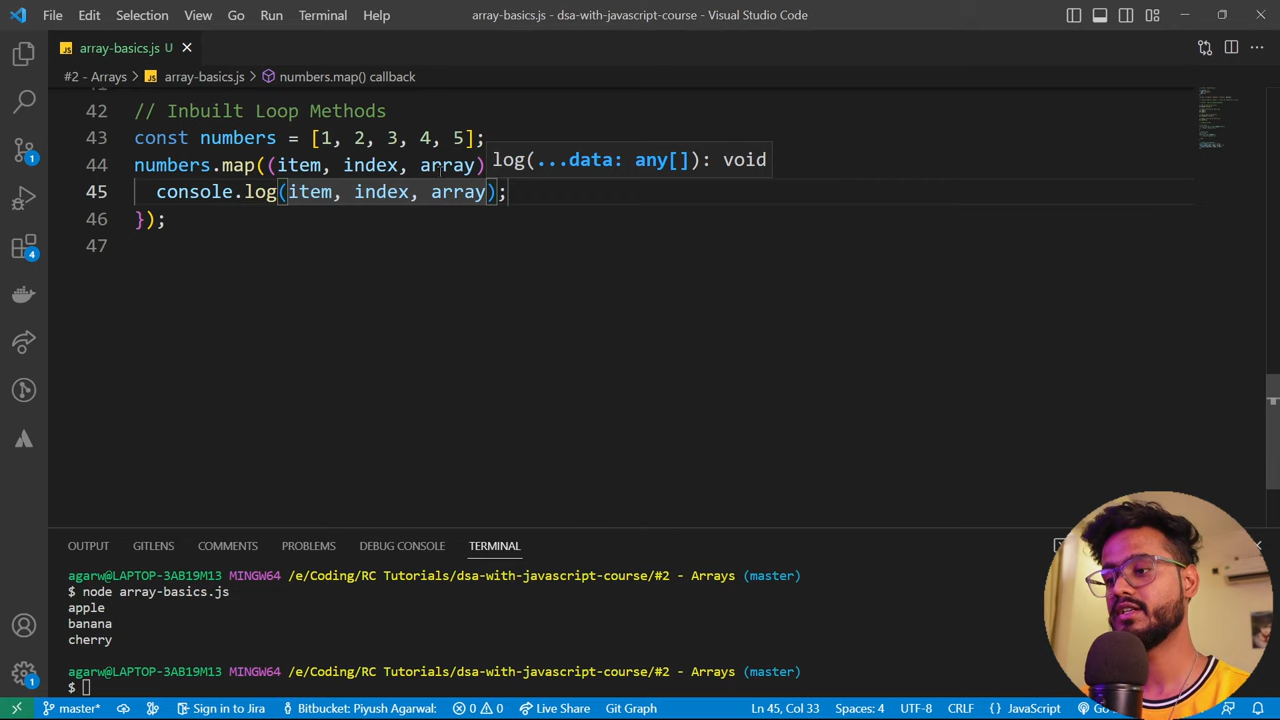 File Edit Selection View Go Run Terminal Help array-basics.js - dsa-with-javascript-course - Visual Studio Code
JS array-basics.js U
#2 - Arrays > JS array-basics.js > numbers.map() callback
42 // Inbuilt Loop Methods
43 const numbers = [1, 2, 3, 4, 5];
44 numbers.map((item, index, array) log(...data: any[]): void
45 console.log(item, index, array);
46 });
47
1
4
1
OUTPUT GITLENS COMMENTS PROBLEMS DEBUG CONSOLE TERMINAL
agarw@LAPTOP-3AB19M13 MINGW64 /e/Coding/RC Tutorials/dsa-with-javascript-course/#2 - Arrays (master)
$ node array-basics.js
apple
banana
cherry
agarw@LAPTOP-3AB19M13 MINGW64 /e/Coding/RC Tutorials/dsa-with-javascript-course/#2 - Arrays (master)
$
master* Sign in to Jira Bitbucket: Piyush Agarwal: 0 0 Live Share Git Graph Ln 45, Col 33 Spaces: 4 UTF-8 CRLF {} JavaScript